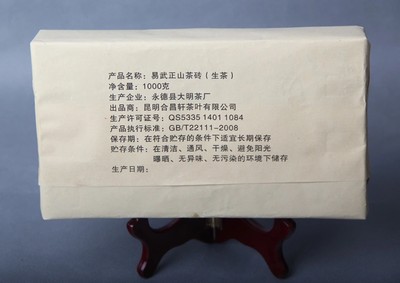 产品名称：易武正山茶砖（生茶）
净含量：1000克
生产企业：永德县大明茶厂
出品商：昆明合昌轩茶叶有限公司
生产许可证号：QS5335 1401 1084
产品执行标准：GB/T22111-2008
保存期：在符合贮存的条件下适宜长期保存
贮存条件：在清洁、通风、干燥、避免阳光
曝晒、无异味、无污染的环境下储存
生产日期：